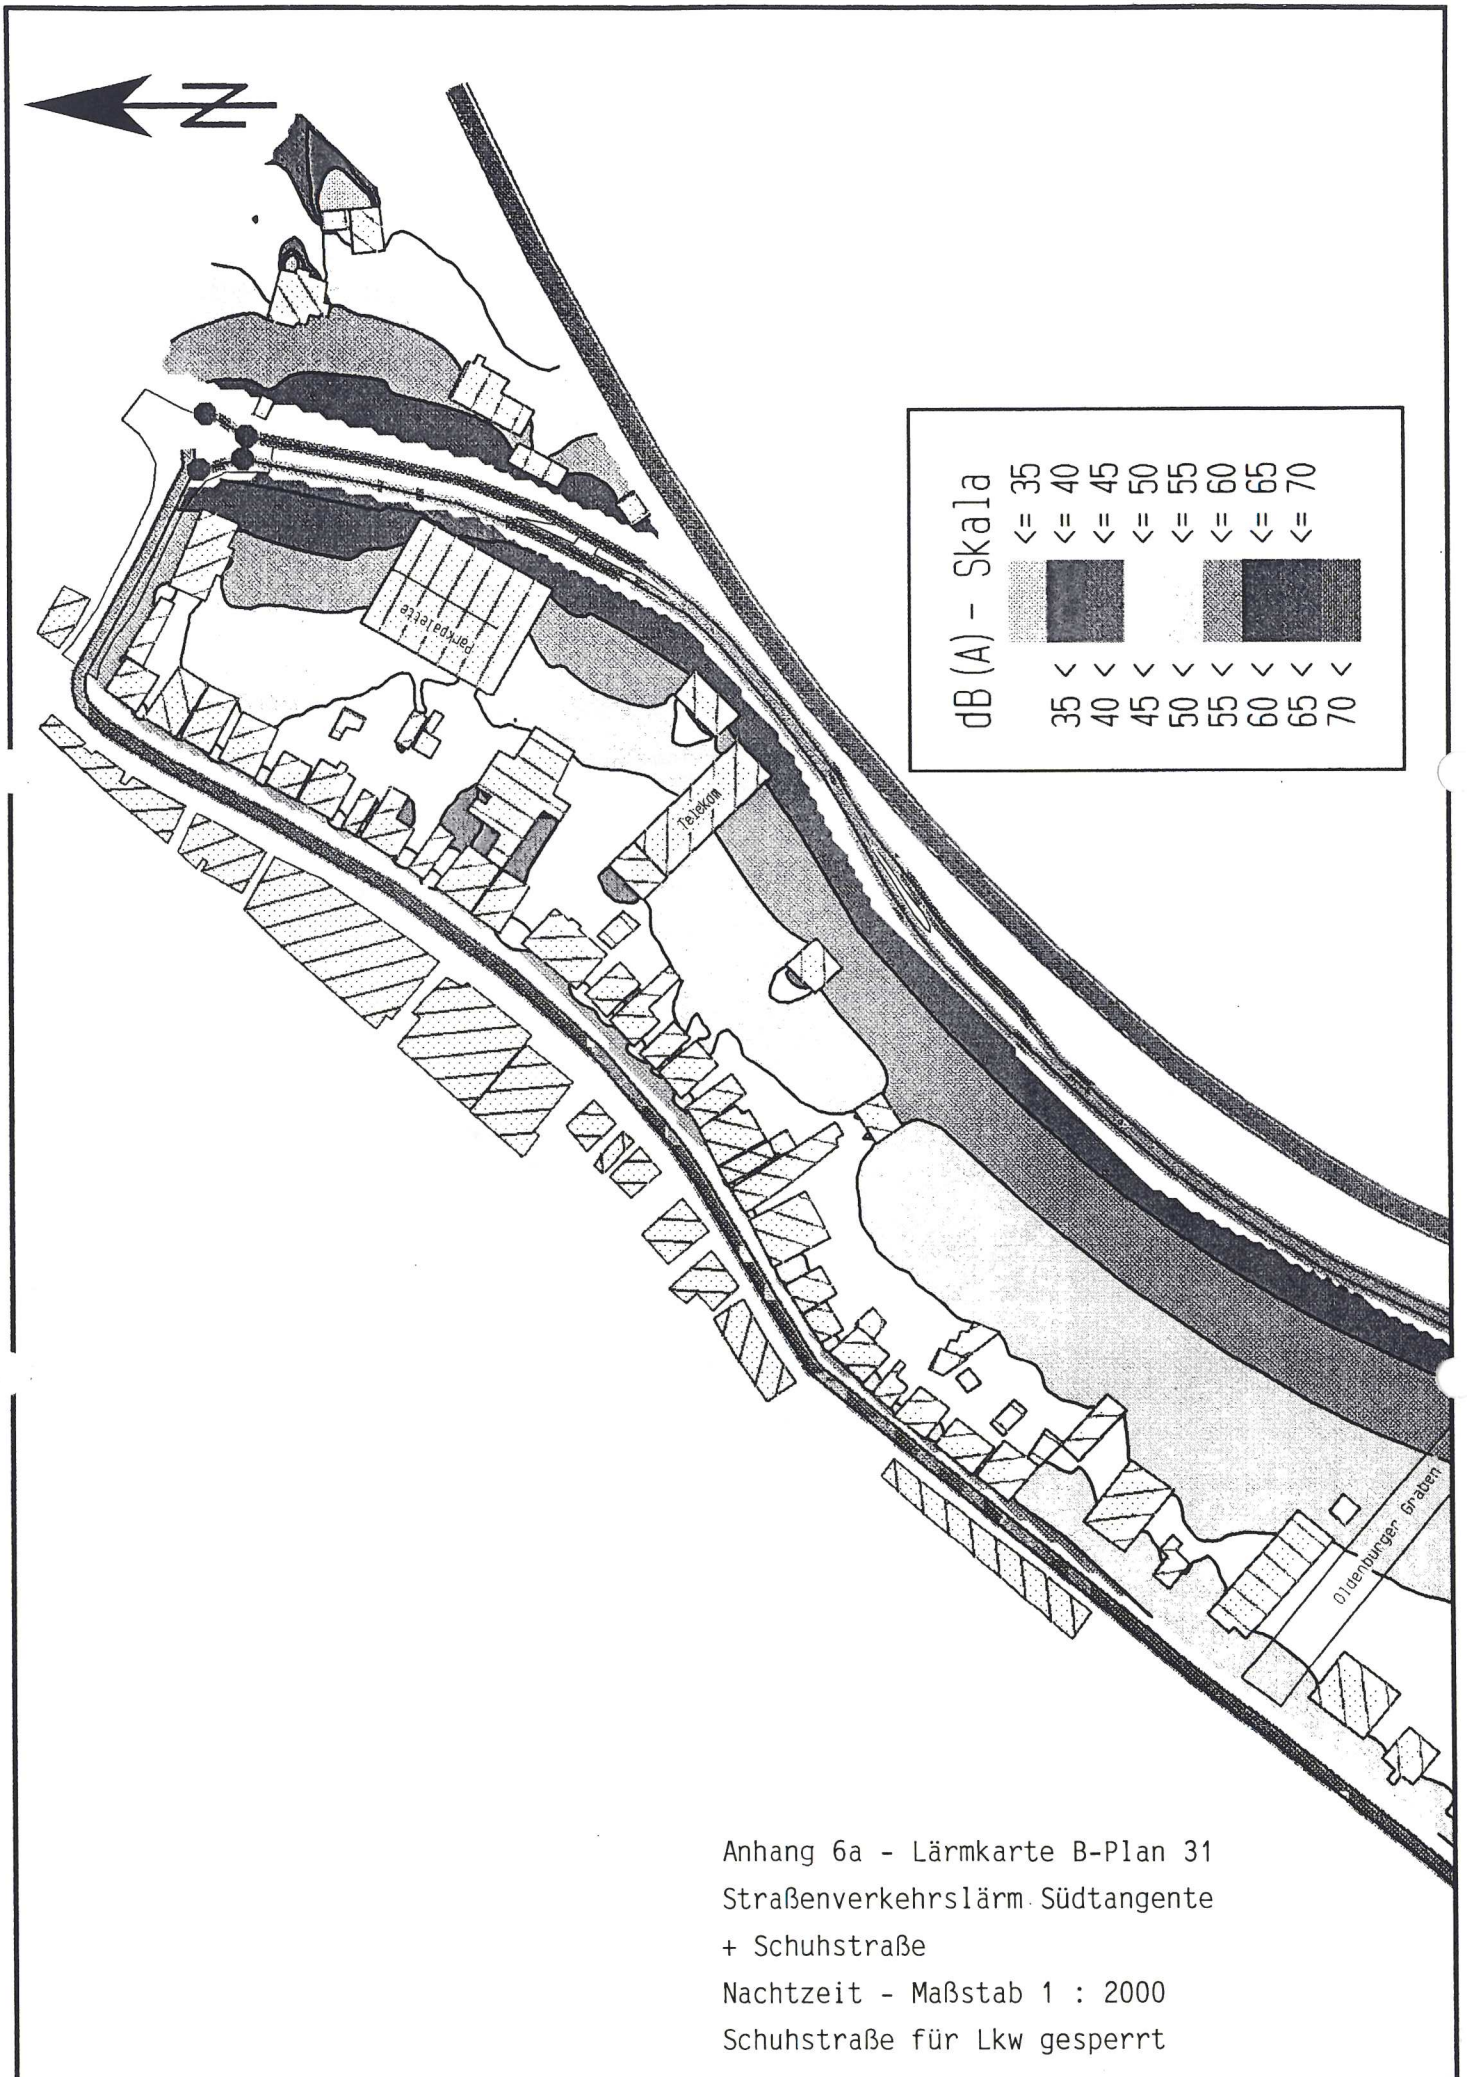 N
Parkpalette
Telekom
dB (A) - Skala
<= 35
35 < <= 40
40 < <= 45
45 < <= 50
50 < <= 55
55 < <= 60
60 < <= 65
65 < <= 70
70 <
Oldenburger Graben
Anhang 6a - Lärmkarte B-Plan 31
Straßenverkehrslärm Südtangente
+ Schuhstraße
Nachtzeit - Maßstab 1 : 2000
Schuhstraße für Lkw gesperrt